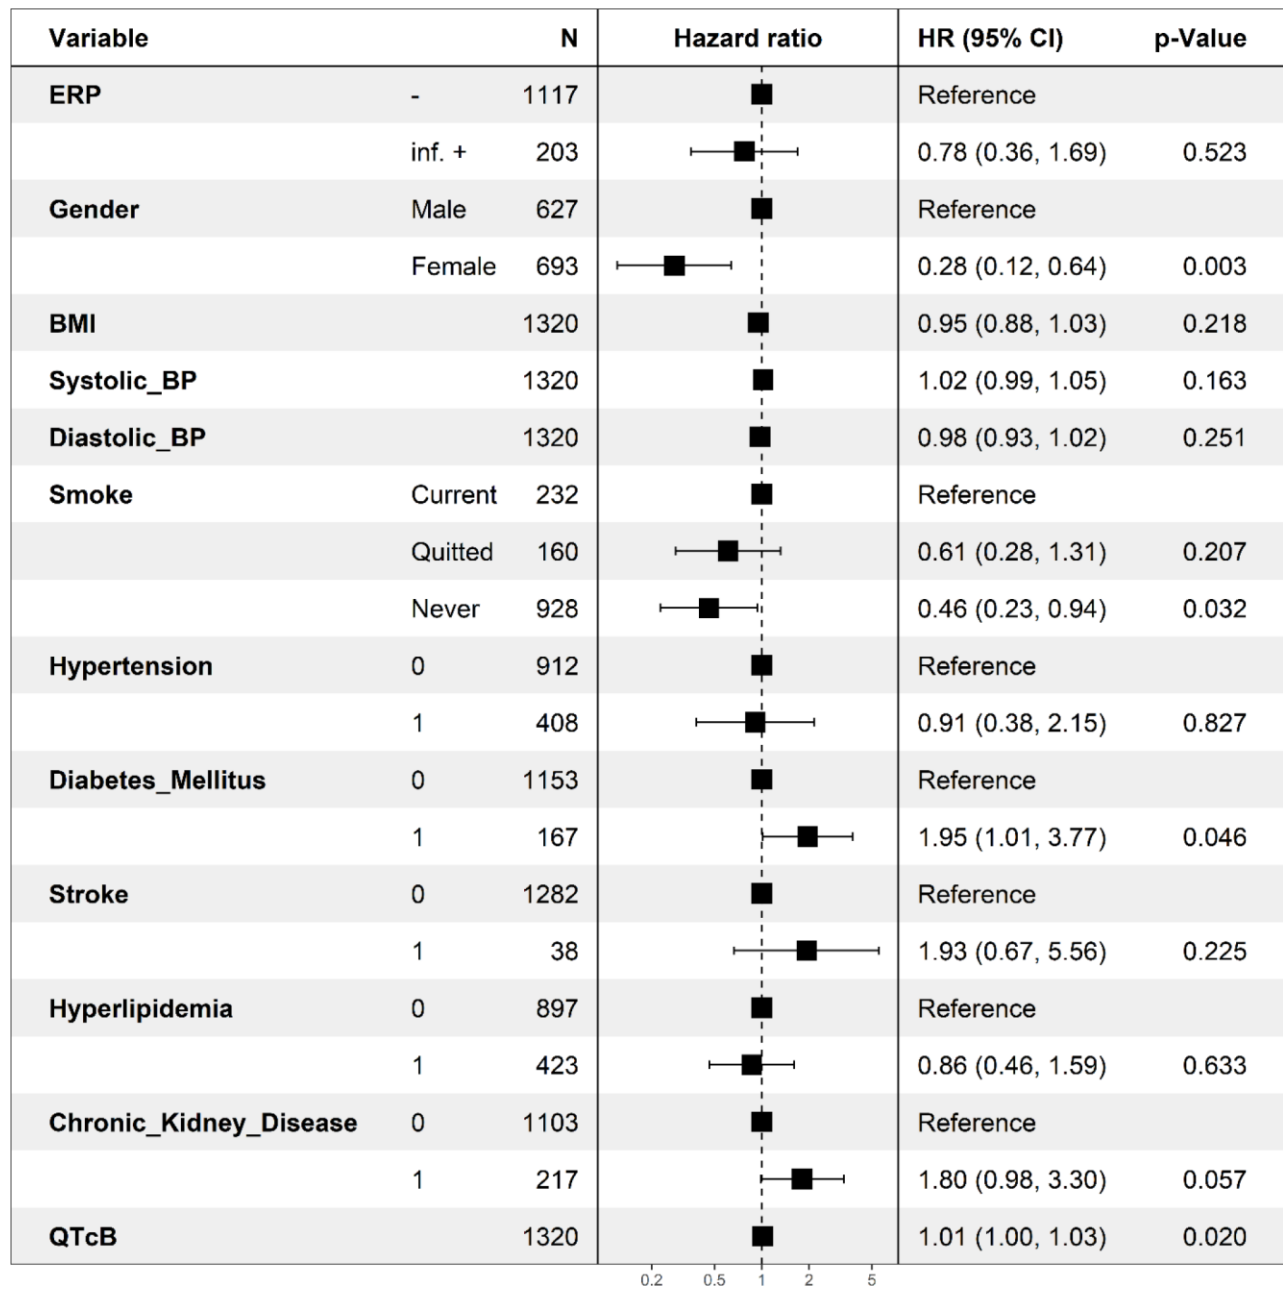 Variable N Hazard ratio HR (95% CI) p-Value
ERP - 1117 Reference
inf. + 203 0.78 (0.36, 1.69) 0.523
Gender Male 627 Reference
Female 693 0.28 (0.12, 0.64) 0.003
BMI 1320 0.95 (0.88, 1.03) 0.218
Systolic_BP 1320 1.02 (0.99, 1.05) 0.163
Diastolic_BP 1320 0.98 (0.93, 1.02) 0.251
Smoke Current 232 Reference
Quitted 160 0.61 (0.28, 1.31) 0.207
Never 928 0.46 (0.23, 0.94) 0.032
Hypertension 0 912 Reference
1 408 0.91 (0.38, 2.15) 0.827
Diabetes_Mellitus 0 1153 Reference
1 167 1.95 (1.01, 3.77) 0.046
Stroke 0 1282 Reference
1 38 1.93 (0.67, 5.56) 0.225
Hyperlipidemia 0 897 Reference
1 423 0.86 (0.46, 1.59) 0.633
Chronic_Kidney_Disease 0 1103 Reference
1 217 1.80 (0.98, 3.30) 0.057
QTcB 1320 1.01 (1.00, 1.03) 0.020
0.2 0.5 1 2 5